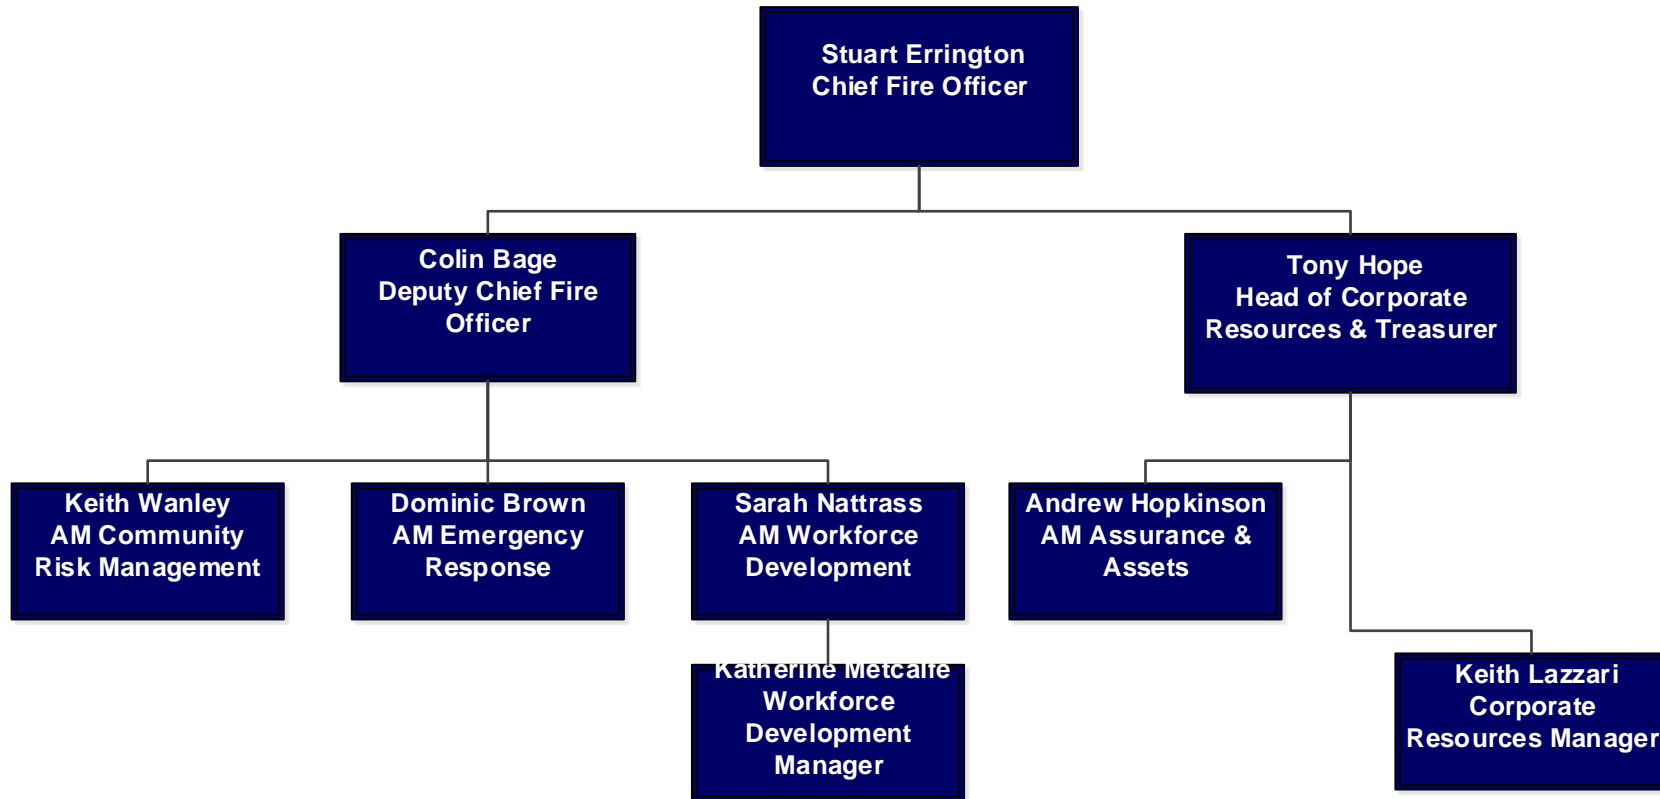 Stuart Errington
Chief Fire Officer
Colin Bage
Deputy Chief Fire
Officer
Tony Hope
Head of Corporate
Resources & Treasurer
Keith Wanley
AM Community
Risk Management
Dominic Brown
AM Emergency
Response
Sarah Nattrass
AM Workforce
Development
Andrew Hopkinson
AM Assurance &
Assets
Katherine Metcalfe
Workforce
Development
Manager
Keith Lazzari
Corporate
Resources Manager